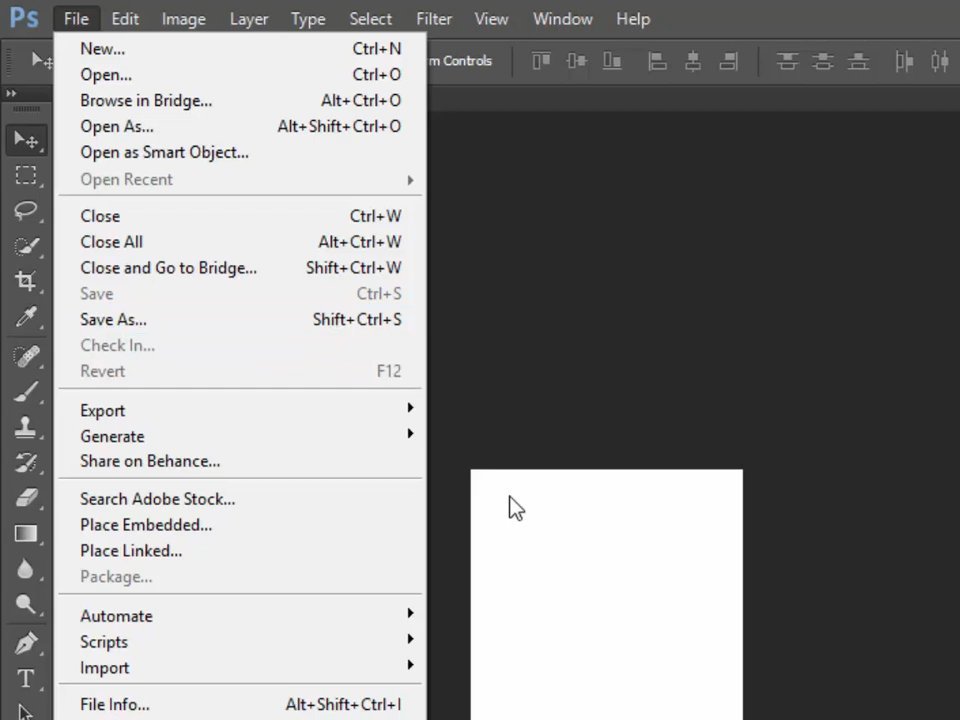 Ps File Edit Image Layer Type Select Filter View Window Help
m Controls
New... Ctrl+N
Open... Ctrl+O
Browse in Bridge... Alt+Ctrl+O
Open As... Alt+Shift+Ctrl+O
Open as Smart Object...
Open Recent
Close Ctrl+W
Close All Alt+Ctrl+W
Close and Go to Bridge... Shift+Ctrl+W
Save Ctrl+S
Save As... Shift+Ctrl+S
Check In...
Revert F12
Export
Generate
Share on Behance...
Search Adobe Stock...
Place Embedded...
Place Linked...
Package...
Automate
Scripts
Import
File Info... Alt+Shift+Ctrl+I